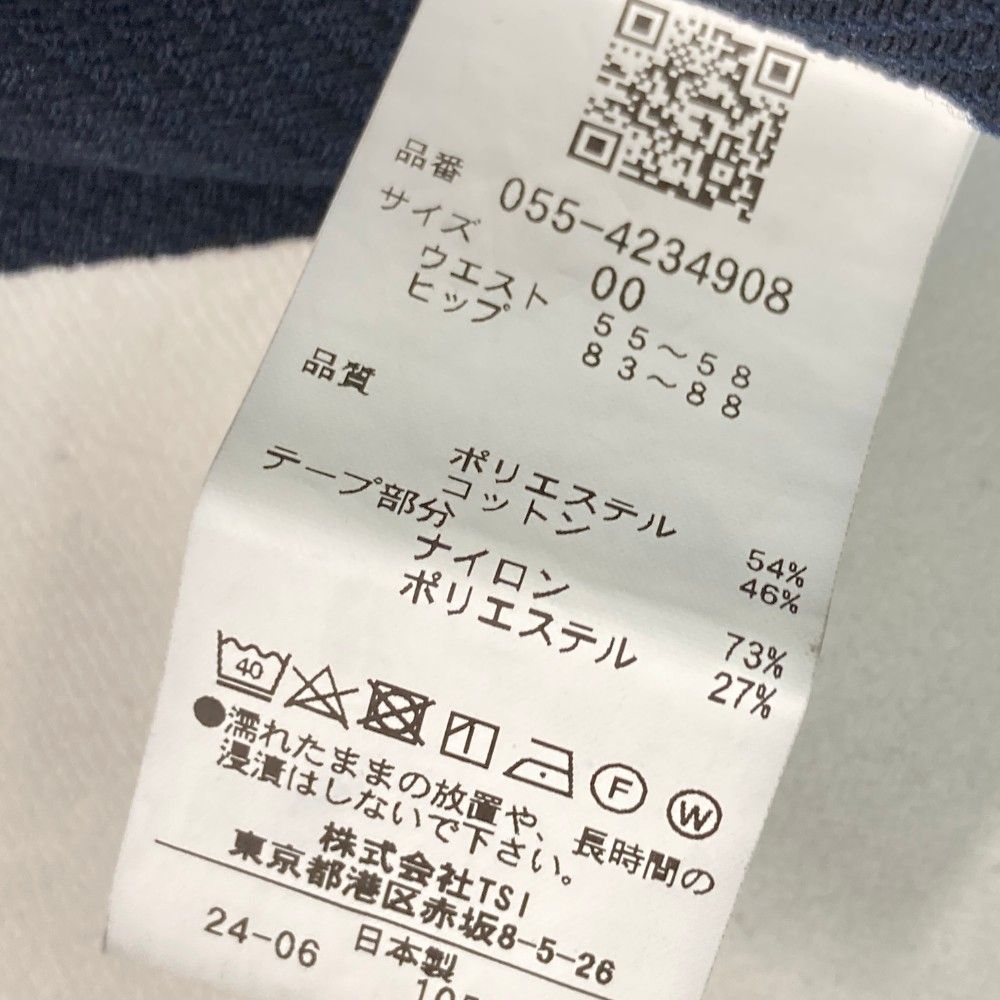 品番 055-4234908
サイズ 00
ウエスト 55~58
ヒップ 83~88
品質
ポリエステル 54%
コットン 46%
テープ部分
ナイロン 73%
ポリエステル 27%
40 F W
●濡れたままの放置や、長時間の
浸漬はしないで下さい。
株式会社TSI
東京都港区赤坂8-5-26
24-06 日本製